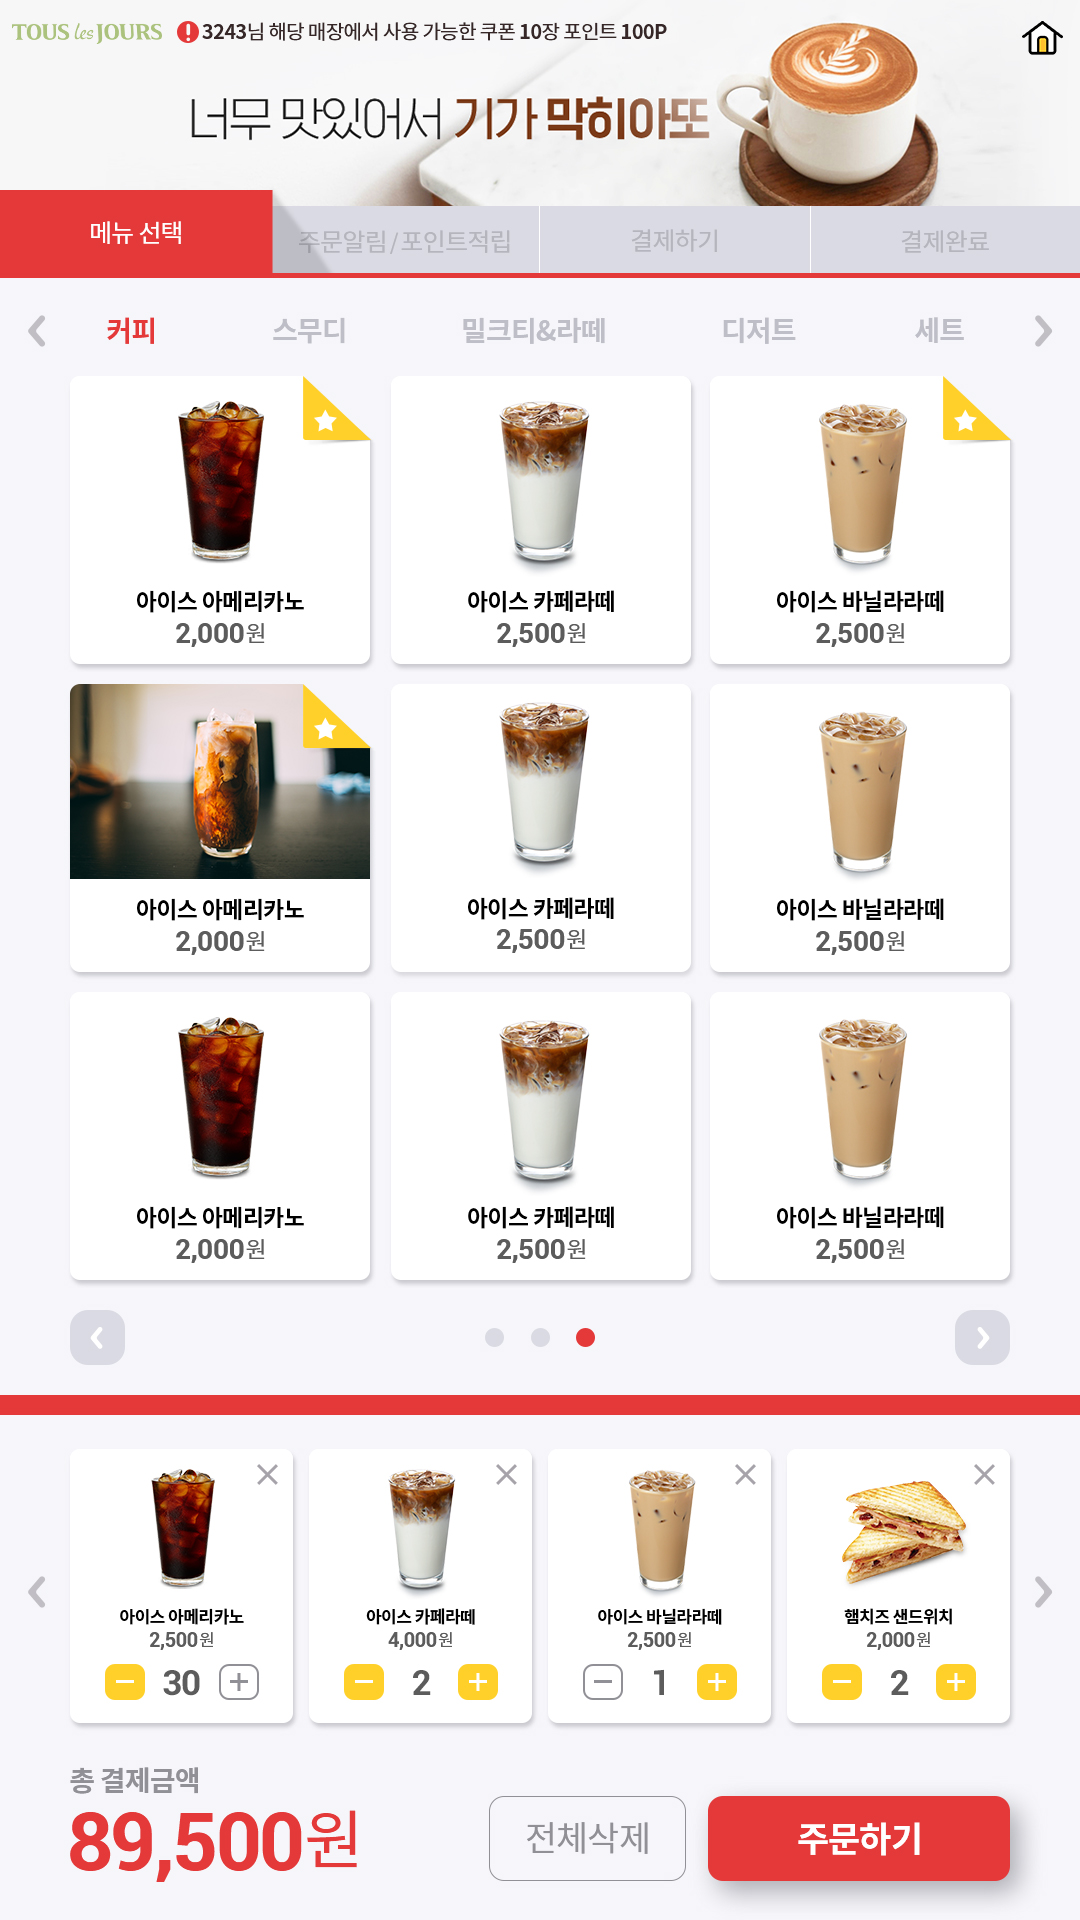 TOUS les JOURS
3243님 해당 매장에서 사용 가능한 쿠폰 10장 포인트 100P
너무 맛있어서 기가 막히아또
메뉴 선택
주문알림/포인트적립
결제하기
결제완료
커피
스무디
밀크티&라떼
디저트
세트
아이스 아메리카노
2,000원
아이스 카페라떼
2,500원
아이스 바닐라라떼
2,500원
아이스 아메리카노
2,000원
아이스 카페라떼
2,500원
아이스 바닐라라떼
2,500원
아이스 아메리카노
2,000원
아이스 카페라떼
2,500원
아이스 바닐라라떼
2,500원
아이스 아메리카노
2,500원
30
아이스 카페라떼
4,000원
2
아이스 바닐라라떼
2,500원
1
햄치즈 샌드위치
2,000원
2
총 결제금액
89,500원
전체삭제
주문하기